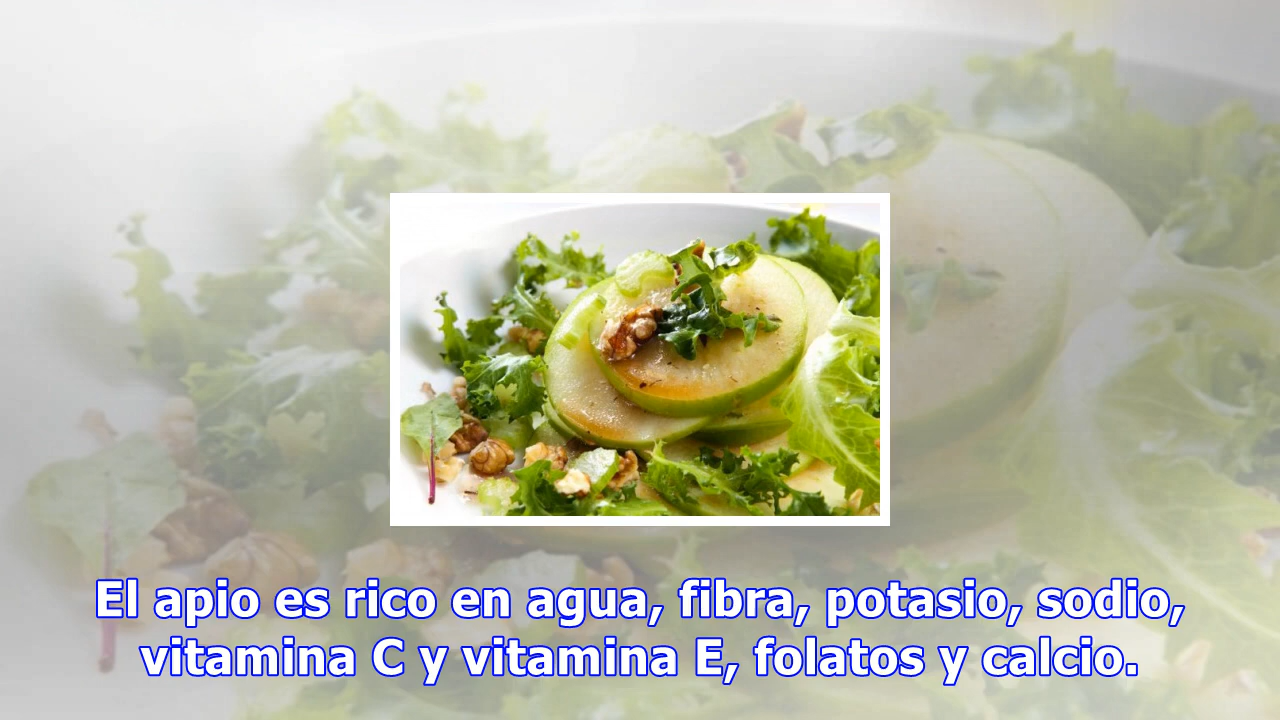 El apio es rico en agua, fibra, potasio, sodio,
vitamina C y vitamina E, folatos y calcio.